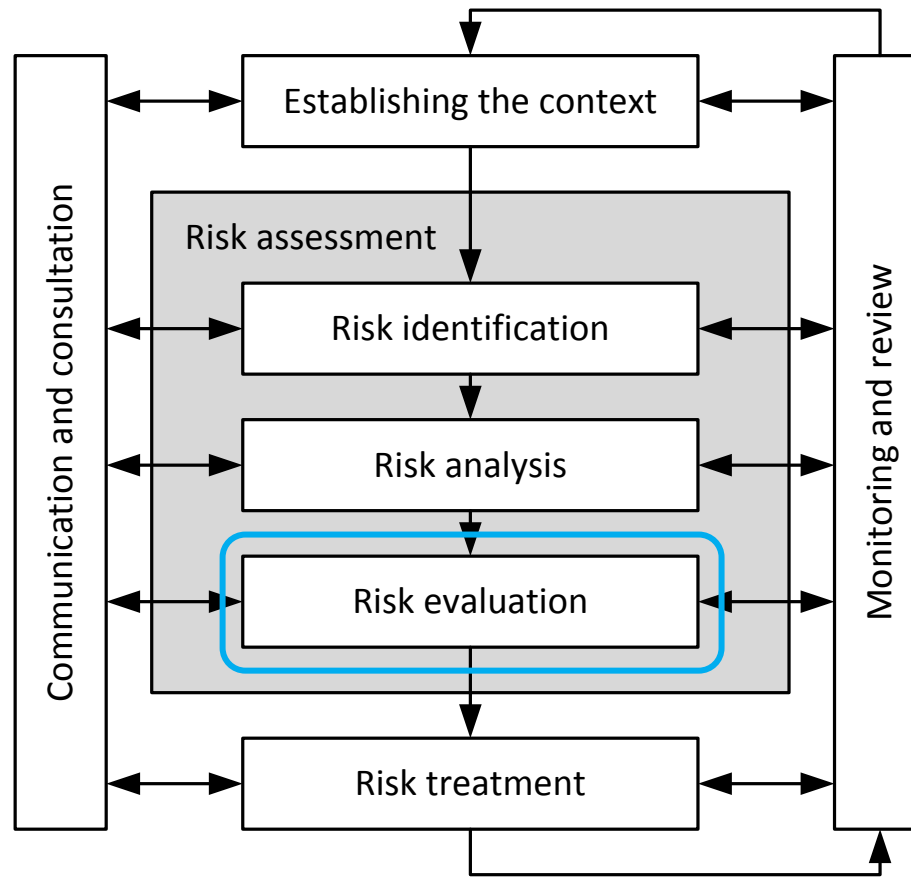 Establishing the context
Communication and consultation
Risk assessment
Risk identification
Risk analysis
Risk evaluation
Risk treatment
Monitoring and review